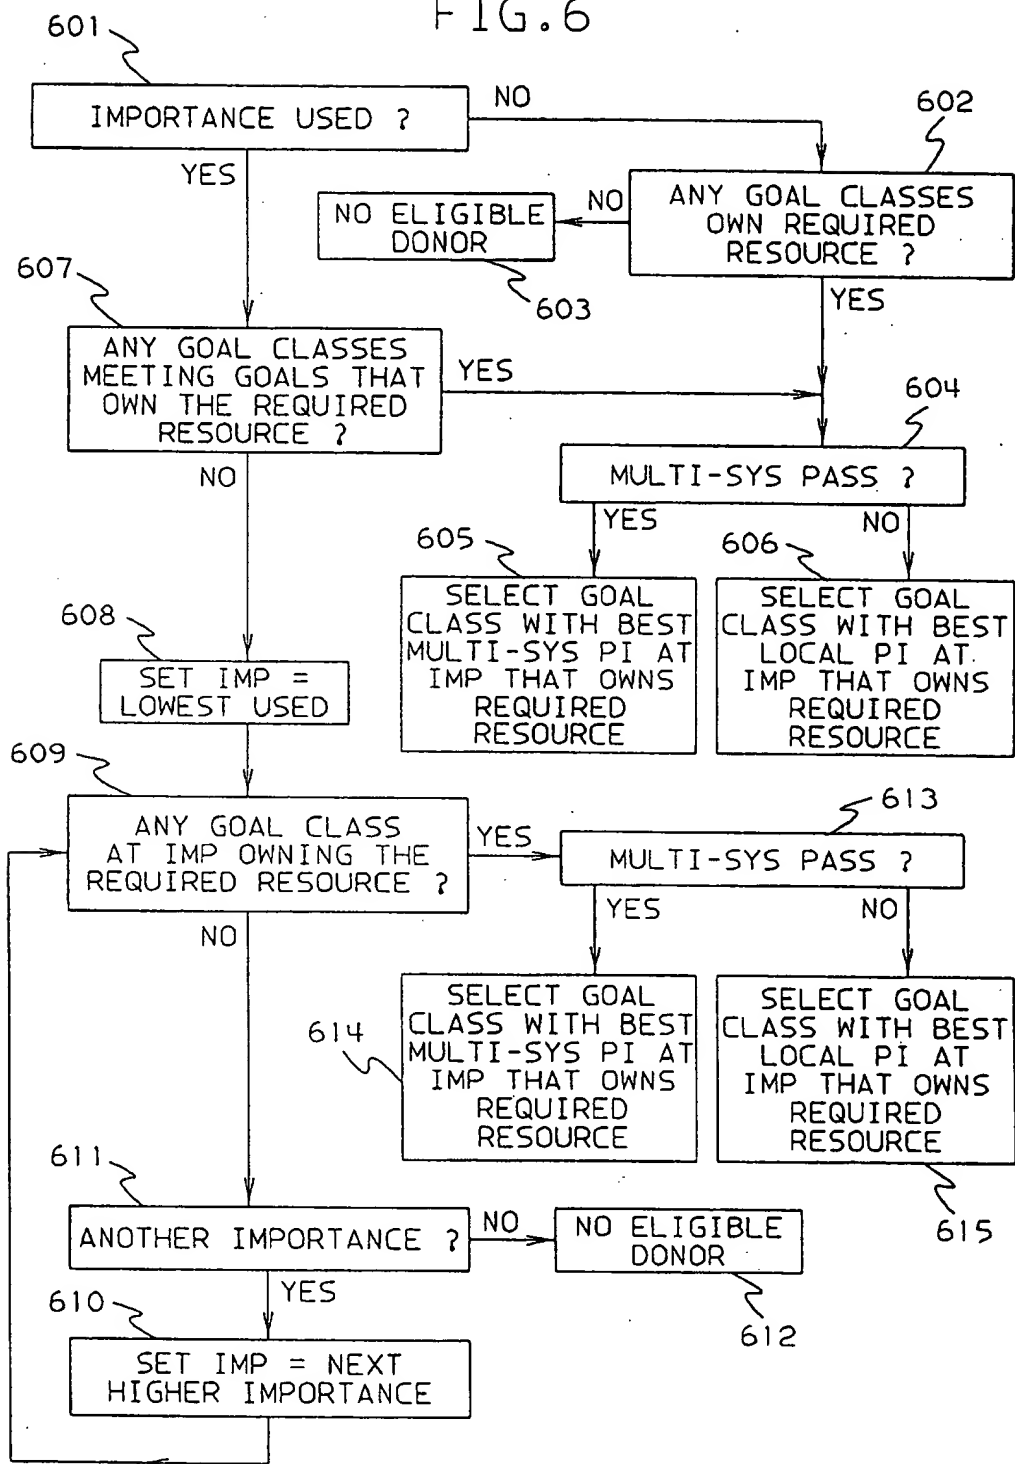 FIG.6
601
IMPORTANCE USED ?
NO
602
YES
ANY GOAL CLASSES
OWN REQUIRED
RESOURCE ?
NO
NO ELIGIBLE
DONOR
603
YES
607
ANY GOAL CLASSES
MEETING GOALS THAT
OWN THE REQUIRED
RESOURCE ?
YES
604
NO
MULTI-SYS PASS ?
YES
NO
605
606
SELECT GOAL
CLASS WITH BEST
MULTI-SYS PI AT
IMP THAT OWNS
REQUIRED
RESOURCE
SELECT GOAL
CLASS WITH BEST
LOCAL PI AT
IMP THAT OWNS
REQUIRED
RESOURCE
608
SET IMP =
LOWEST USED
609
ANY GOAL CLASS
AT IMP OWNING THE
REQUIRED RESOURCE ?
YES
613
MULTI-SYS PASS ?
NO
YES
NO
614
SELECT GOAL
CLASS WITH BEST
MULTI-SYS PI AT
IMP THAT OWNS
REQUIRED
RESOURCE
SELECT GOAL
CLASS WITH BEST
LOCAL PI AT
IMP THAT OWNS
REQUIRED
RESOURCE
615
611
ANOTHER IMPORTANCE ?
NO
NO ELIGIBLE
DONOR
612
YES
610
SET IMP = NEXT
HIGHER IMPORTANCE